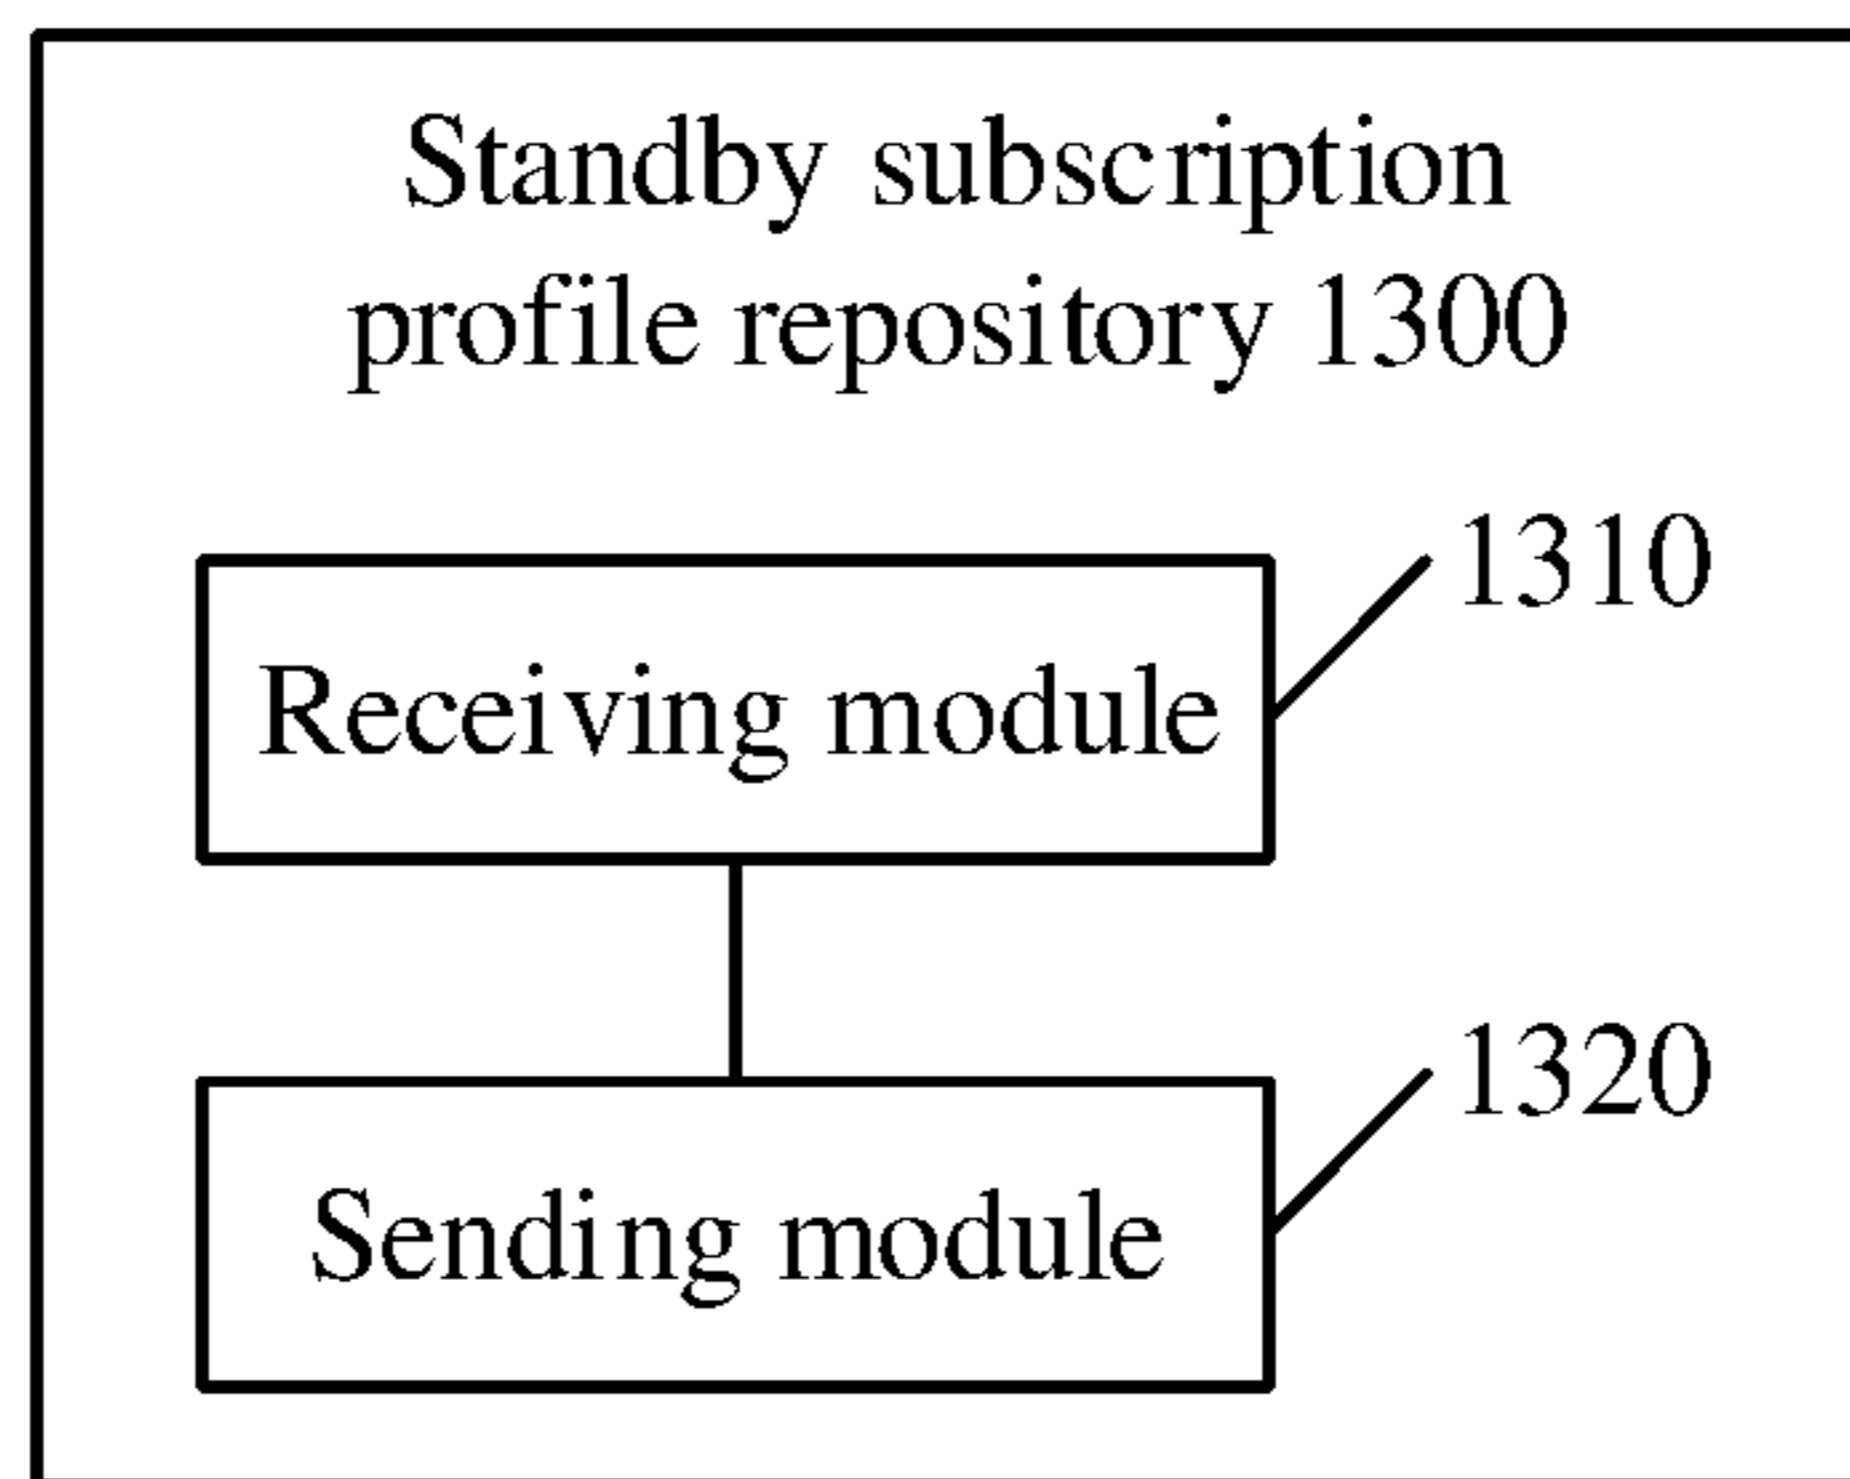 Standby subscription
profile repository 1300
1310
Receiving module
1320
Sending module